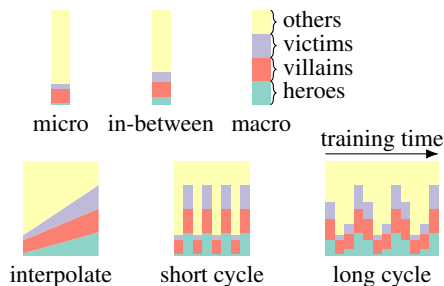 others
victims
villains
heroes
micro in-between macro
training time
interpolate short cycle long cycle